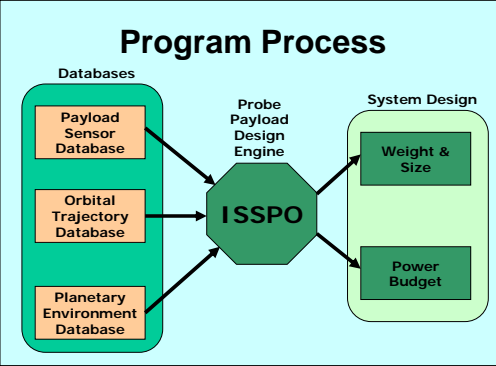 Program Process
Databases
Payload
Sensor
Database
Orbital
Trajectory
Database
Planetary
Environment
Database
Probe
Payload
Design
Engine
ISSPO
System Design
Weight &
Size
Power
Budget